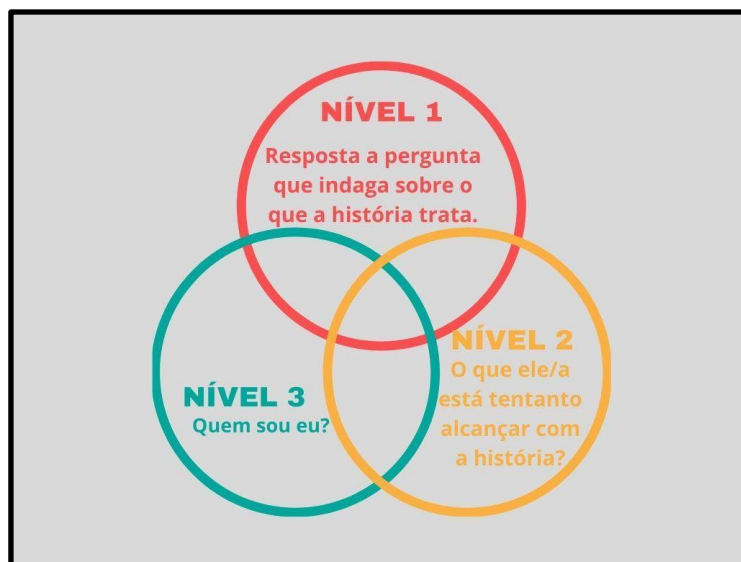 NÍVEL 1
Resposta a pergunta
que indaga sobre o
que a história trata.
NÍVEL 2
O que ele/a
está tentanto
alcançar com
a história?
NÍVEL 3
Quem sou eu?